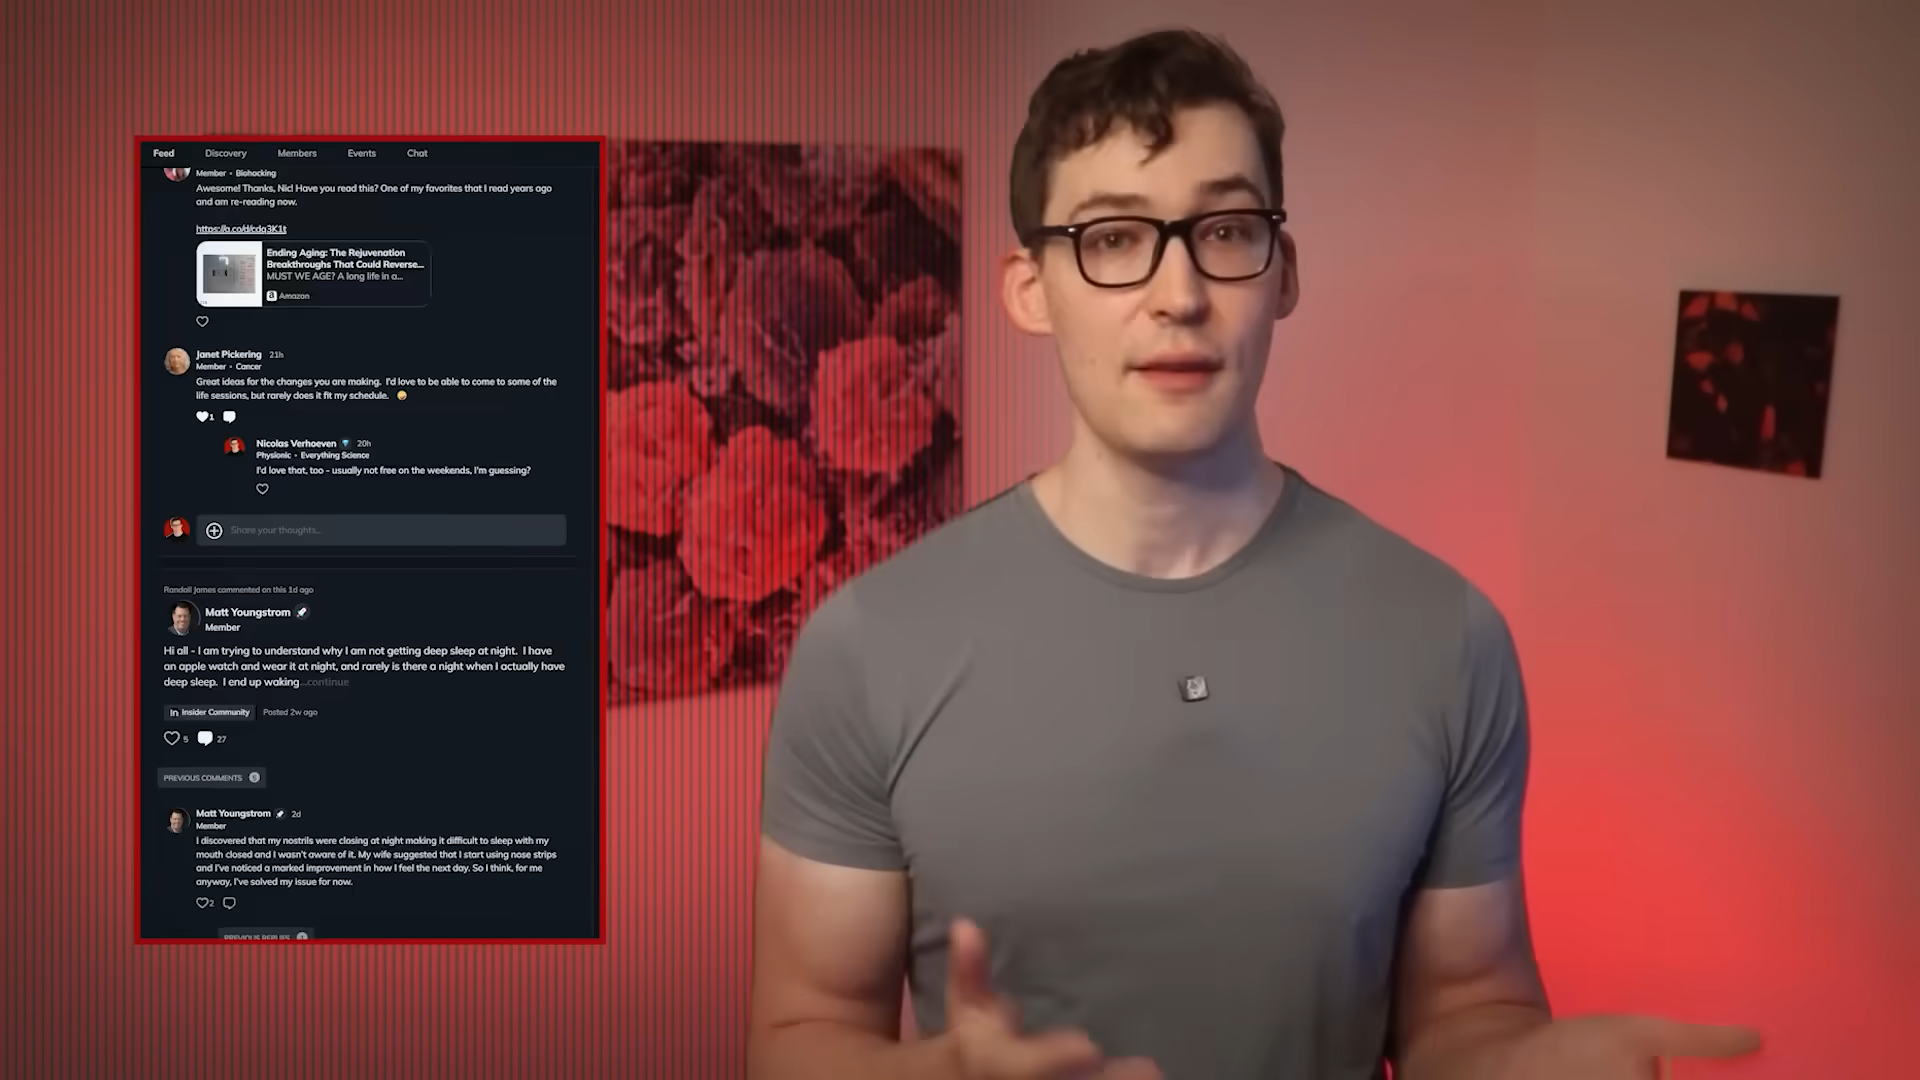 Feed Discovery Members Events Chat
Member • Biohacking
Awesome! Thanks, Nic! Have you read this? One of my favorites that I read years ago
and am re-reading now.
https://a.co/d/cdq3K1t
Ending Aging: The Rejuvenation
Breakthroughs That Could Reverse...
MUST WE AGE? A long life in a...
a Amazon
Janet Pickering 21h
Member • Cancer
Great ideas for the changes you are making. I'd love to be able to come to some of the
life sessions, but rarely does it fit my schedule.
1
Nicolas Verhoeven 20h
Physionic • Everything Science
I'd love that, too - usually not free on the weekends, I'm guessing?
Share your thoughts...
Randall James commented on this 1d ago
Matt Youngstrom
Member
Hi all - I am trying to understand why I am not getting deep sleep at night. I have
an apple watch and wear it at night, and rarely is there a night when I actually have
deep sleep. I end up waking...continue
In Insider Community Posted 2w ago
5 27
PREVIOUS COMMENTS
Matt Youngstrom 2d
Member
I discovered that my nostrils were closing at night making it difficult to sleep with my
mouth closed and I wasn't aware of it. My wife suggested that I start using nose strips
and I've noticed a marked improvement in how I feel the next day. So I think, for me
anyway, I've solved my issue for now.
2
PREVIOUS REPLIES